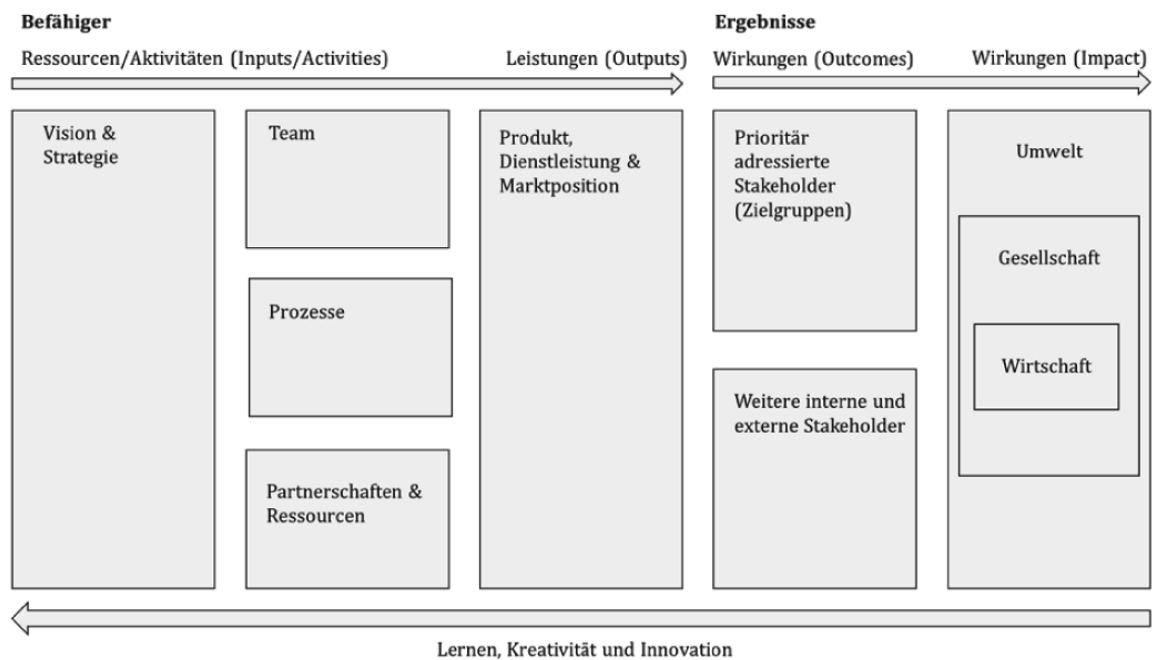 Befähiger
Ergebnisse
Ressourcen/Aktivitäten (Inputs/Activities)
Leistungen (Outputs)
Wirkungen (Outcomes)
Wirkungen (Impact)
Vision &
Strategie
Team
Prozesse
Partnerschaften &
Ressourcen
Produkt,
Dienstleistung &
Marktposition
Prioritär
adressierte
Stakeholder
(Zielgruppen)
Weitere interne und
externe Stakeholder
Umwelt
Gesellschaft
Wirtschaft
Lernen, Kreativität und Innovation